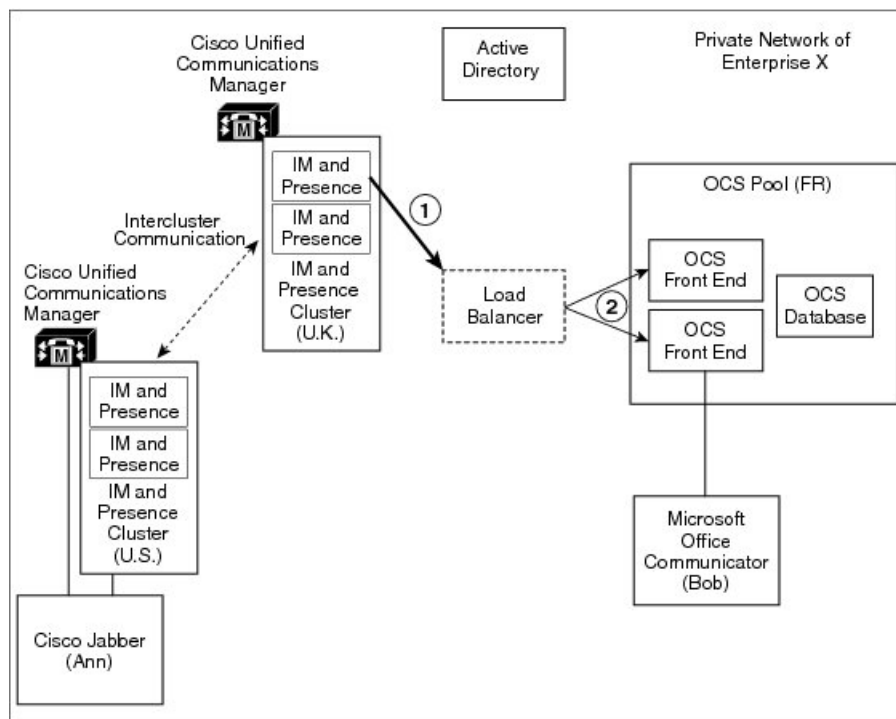 Cisco Unified
Communications
Manager
M
Active
Directory
Private Network of
Enterprise X
IM and
Presence
IM and
Presence
IM and
Presence
Cluster
(U.K.)
1
Intercluster
Communication
OCS Pool (FR)
OCS
Front End
OCS
Front End
OCS
Database
Load
Balancer
2
Cisco Unified
Communications
Manager
M
IM and
Presence
IM and
Presence
IM and
Presence
Cluster
(U.S.)
Microsoft
Office
Communicator
(Bob)
Cisco Jabber
(Ann)